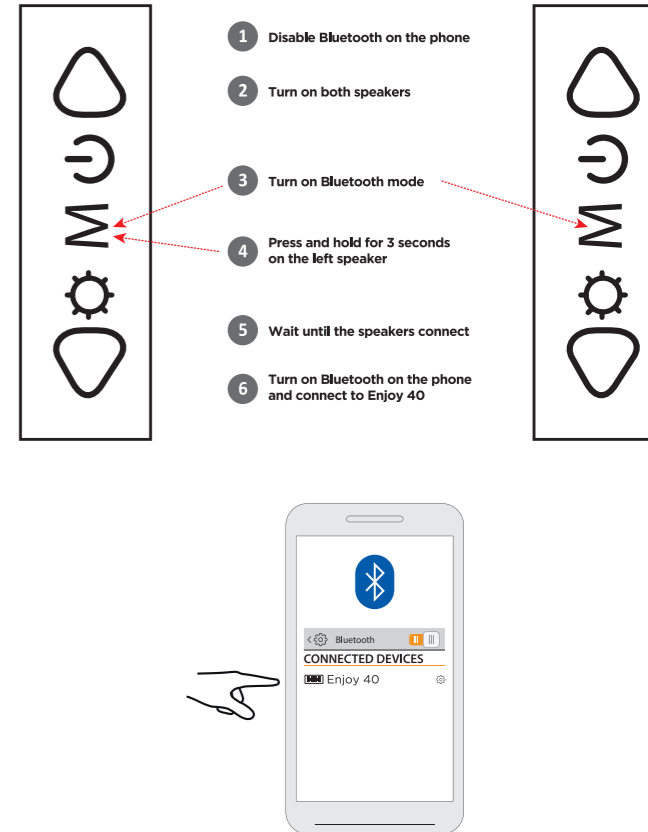 1 Disable Bluetooth on the phone
2 Turn on both speakers
3 Turn on Bluetooth mode
4 Press and hold for 3 seconds
on the left speaker
5 Wait until the speakers connect
6 Turn on Bluetooth on the phone
and connect to Enjoy 40
M
M
Bluetooth
CONNECTED DEVICES
Enjoy 40